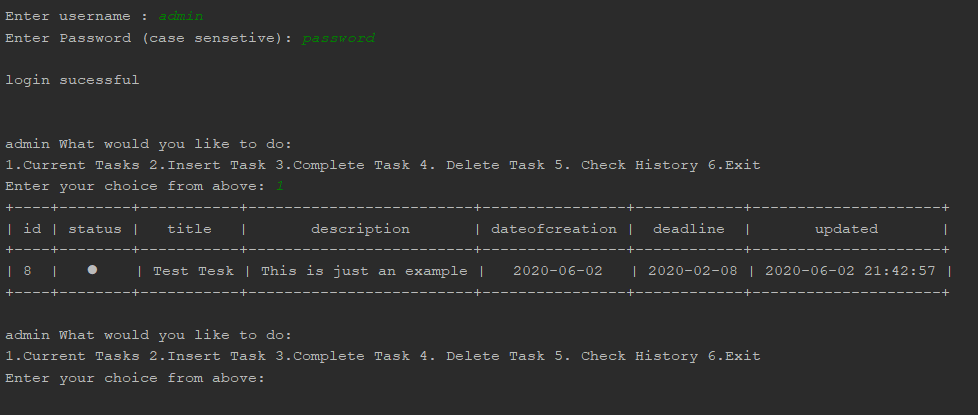 Enter username : admin
Enter Password (case sensetive): password
login sucessful
admin What would you like to do:
1.Current Tasks 2.Insert Task 3.Complete Task 4. Delete Task 5. Check History 6.Exit
Enter your choice from above: 1
+----+--------+-----------+-------------------------+----------------+------------+---------------------+
| id | status |   title   |       description       | dateofcreation |  deadline  |       updated       |
+----+--------+-----------+-------------------------+----------------+------------+---------------------+
| 8  |   ●    | Test Tesk | This is just an example |   2020-06-02   | 2020-02-08 | 2020-06-02 21:42:57 |
+----+--------+-----------+-------------------------+----------------+------------+---------------------+
admin What would you like to do:
1.Current Tasks 2.Insert Task 3.Complete Task 4. Delete Task 5. Check History 6.Exit
Enter your choice from above: